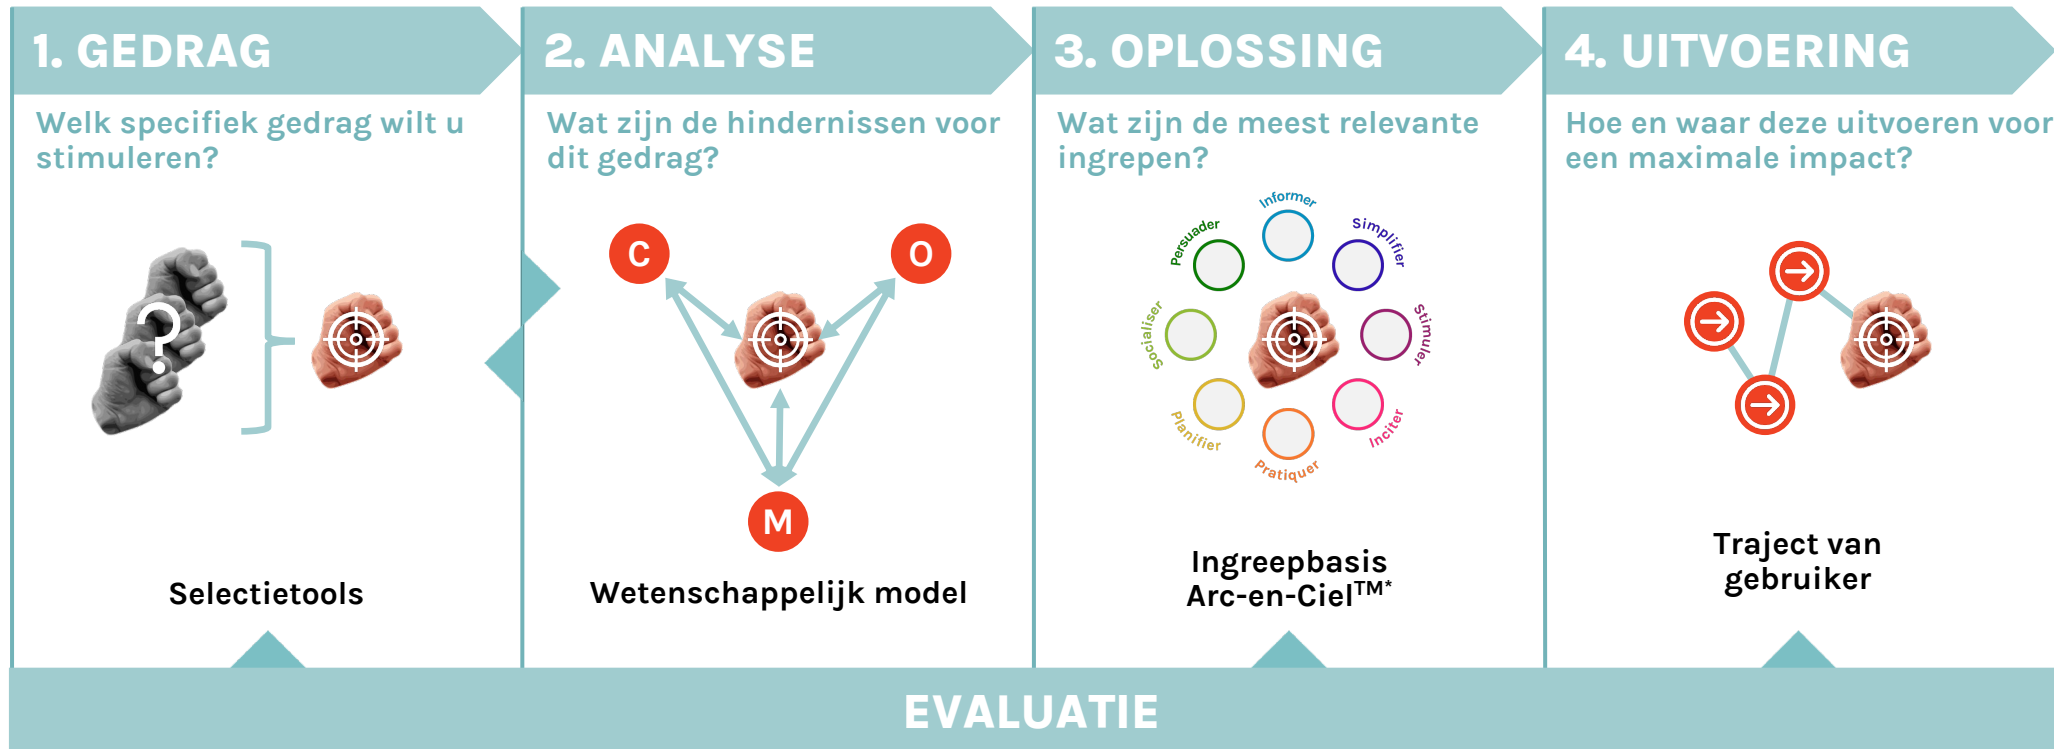 1. GEDRAG
Welk specifiek gedrag wilt u
stimuleren?
?
Selectietools
2. ANALYSE
Wat zijn de hindernissen voor
dit gedrag?
C
O
M
Wetenschappelijk model
3. OPLOSSING
Wat zijn de meest relevante
ingrepen?
Informer
Simplifier
Stimuler
Inciter
Pratiquer
Planifier
Socialiser
Persuader
Ingreepbasis
Arc-en-Ciel™*
4. UITVOERING
Hoe en waar deze uitvoeren voor
een maximale impact?
Traject van
gebruiker
EVALUATIE